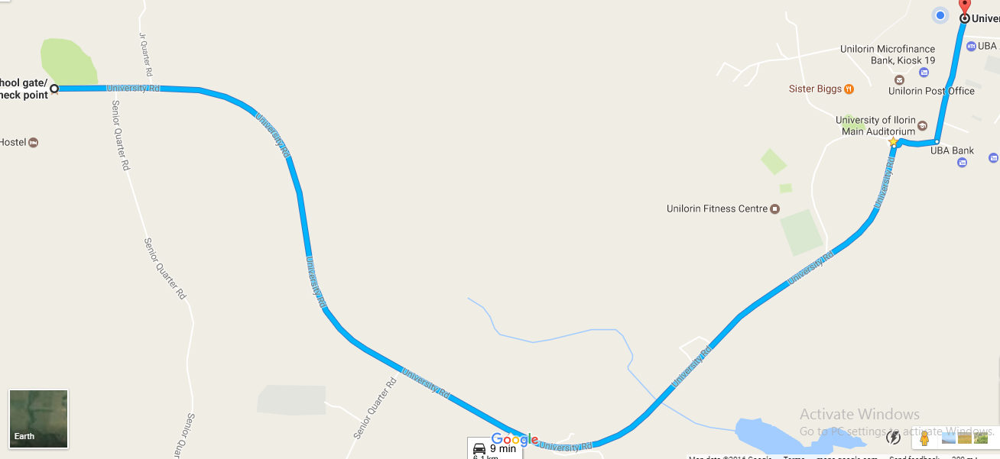 Univer
UBA
Unilorin Microfinance
Bank, Kiosk 19
Jr Quarter Rd
hool gate/
heck point
University Rd
Sister Biggs
Unilorin Post Office
University Rd
Senior Quarter Rd
University of Ilorin
Main Auditorium
Hostel
UBA Bank
University Rd
Unilorin Fitness Centre
Senior Quarter Rd
University Rd
University Rd
University Rd
University Rd
Senior Quarter Rd
Senior Quar
Activate Windows
Go to PC settings to activate Windows.
Earth
Google
University Rd
9 min
6.1 km
Map data ©2016 Google
Terms
maps.google.com
Send feedback
200 m